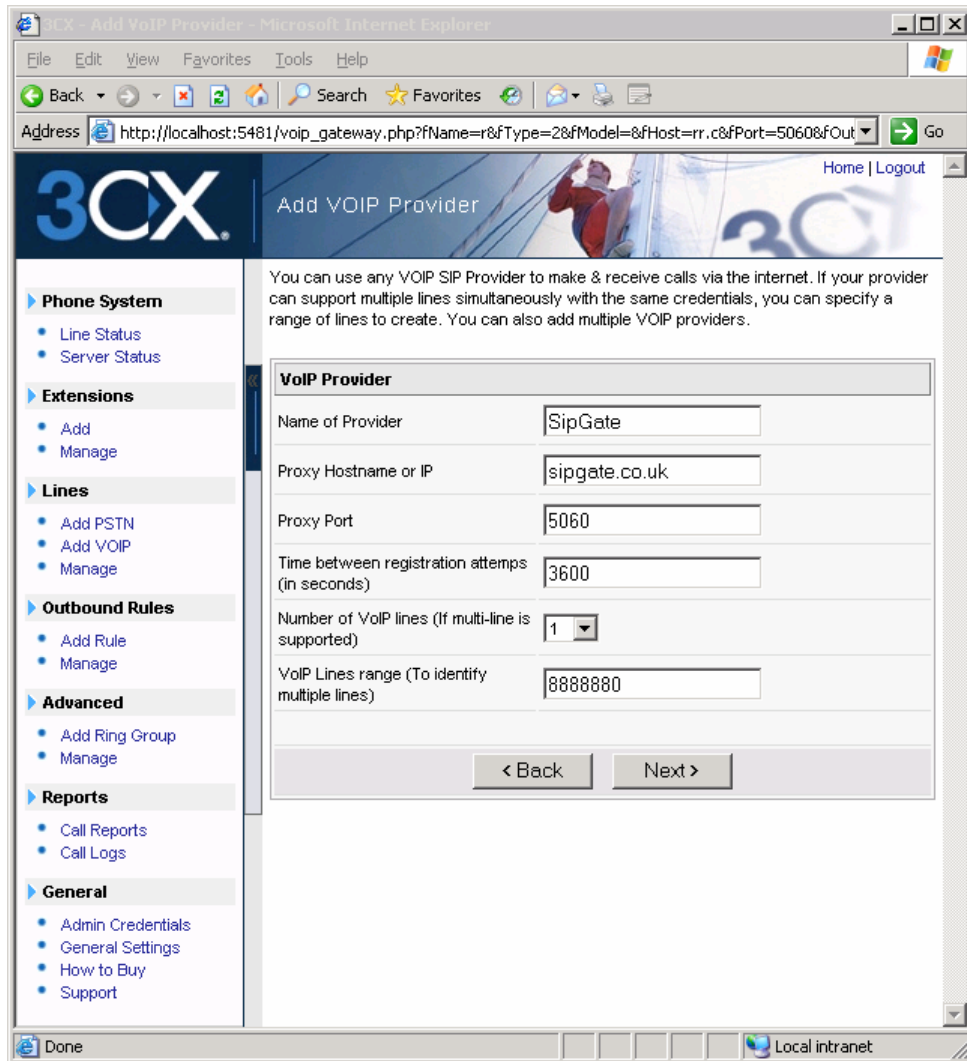 3CX - Add VoIP Provider - Microsoft Internet Explorer
File Edit View Favorites Tools Help
Back Search Favorites
Address http://localhost:5481/voip_gateway.php?fName=r&fType=2&fModel=&fHost=rr.c&fPort=5060&fOut Go
3CX.
Add VOIP Provider
Home | Logout
3C
You can use any VOIP SIP Provider to make & receive calls via the internet. If your provider
can support multiple lines simultaneously with the same credentials, you can specify a
range of lines to create. You can also add multiple VOIP providers.
Phone System
Line Status
Server Status
Extensions
Add
Manage
Lines
Add PSTN
Add VOIP
Manage
Outbound Rules
Add Rule
Manage
Advanced
Add Ring Group
Manage
Reports
Call Reports
Call Logs
General
Admin Credentials
General Settings
How to Buy
Support
VoIP Provider
Name of Provider SipGate
Proxy Hostname or IP sipgate.co.uk
Proxy Port 5060
Time between registration attemps
(in seconds) 3600
Number of VoIP lines (If multi-line is
supported) 1
VoIP Lines range (To identify
multiple lines) 8888880
< Back Next >
Done Local intranet